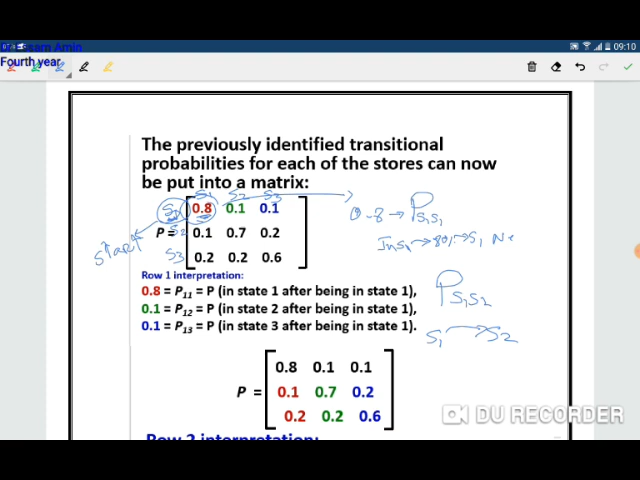 09:10
Fourth year
The previously identified transitional
probabilities for each of the stores can now
be put into a matrix:
S1 S2 S3
S1 0.8 0.1 0.1
0.8 → PS1S1
P = S2 0.1 0.7 0.2
S3 0.2 0.2 0.6
START
Row 1 interpretation:
0.8 = P11 = P (in state 1 after being in state 1),
0.1 = P12 = P (in state 2 after being in state 1),
0.1 = P13 = P (in state 3 after being in state 1).
PS1S2
S1 S2
0.8 0.1 0.1
P = 0.1 0.7 0.2
0.2 0.2 0.6
DU RECORDER
Row 2 interpretation: